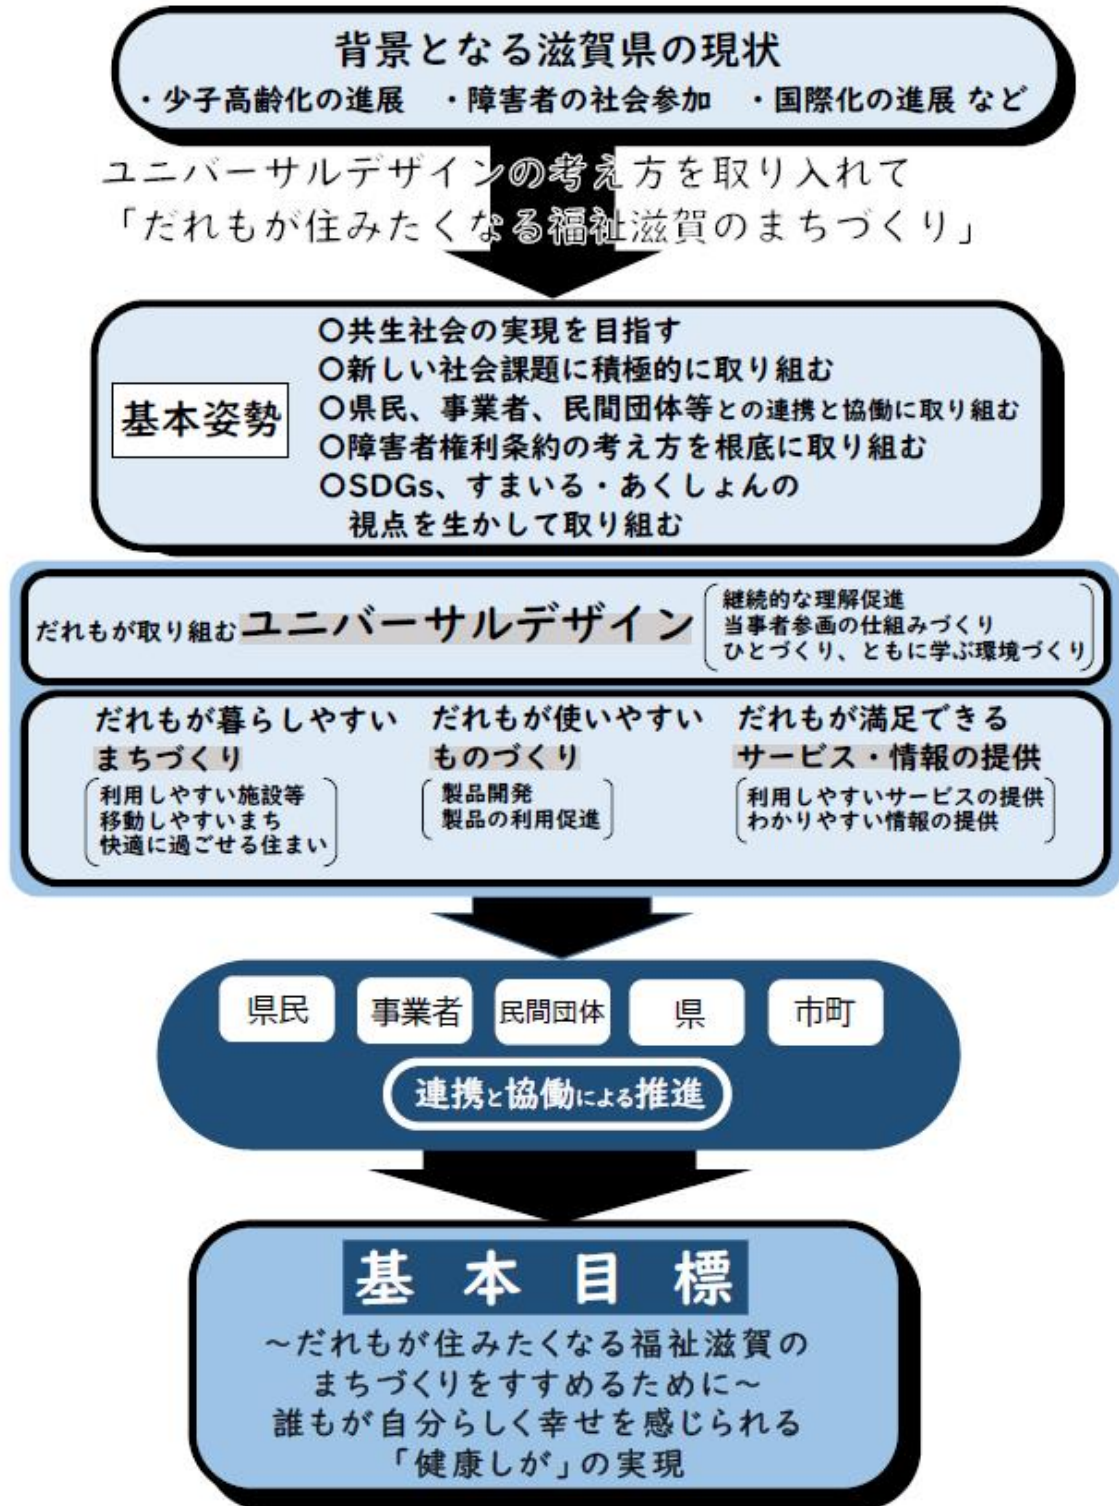 背景となる滋賀県の現状
・少子高齢化の進展　・障害者の社会参加　・国際化の進展 など
ユニバーサルデザインの考え方を取り入れて
「だれもが住みたくなる福祉滋賀のまちづくり」
基本姿勢
〇共生社会の実現を目指す
〇新しい社会課題に積極的に取り組む
〇県民、事業者、民間団体等との連携と協働に取り組む
〇障害者権利条約の考え方を根底に取り組む
〇SDGs、すまいる・あくしょんの
視点を生かして取り組む
だれもが取り組むユニバーサルデザイン
継続的な理解促進
当事者参画の仕組みづくり
ひとづくり、ともに学ぶ環境づくり
だれもが暮らしやすい
まちづくり
利用しやすい施設等
移動しやすいまち
快適に過ごせる住まい
だれもが使いやすい
ものづくり
製品開発
製品の利用促進
だれもが満足できる
サービス・情報の提供
利用しやすいサービスの提供
わかりやすい情報の提供
県民
事業者
民間団体
県
市町
連携と協働による推進
基本目標
～だれもが住みたくなる福祉滋賀の
まちづくりをすすめるために～
誰もが自分らしく幸せを感じられる
「健康しが」の実現